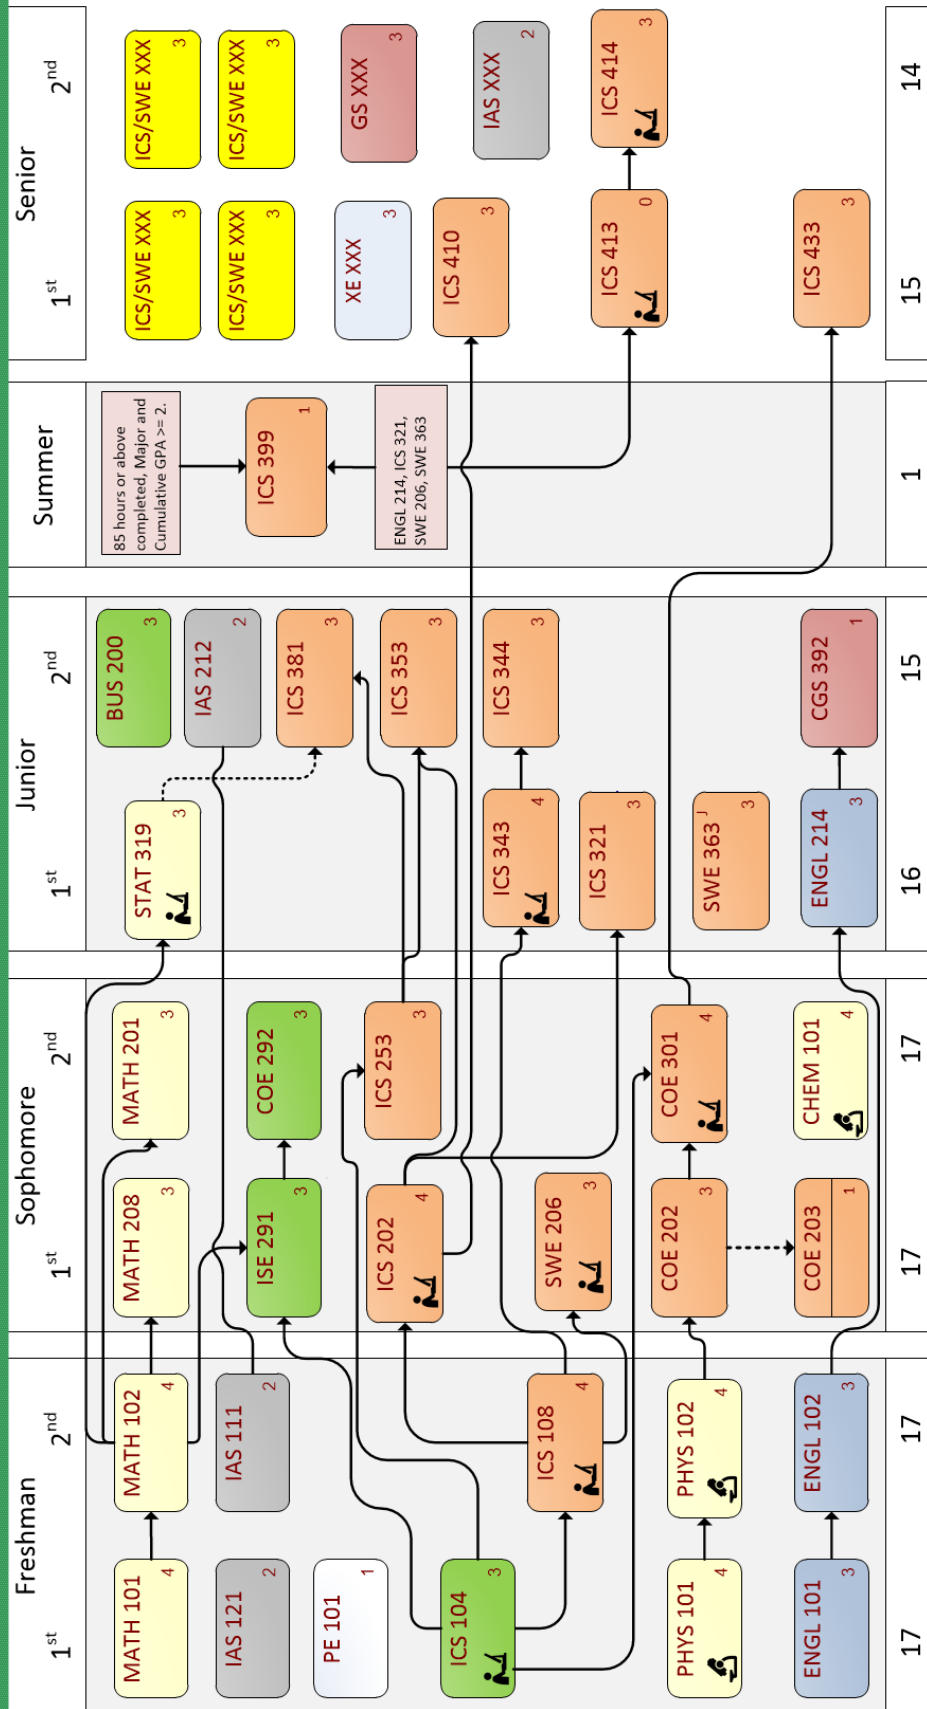 Freshman
Sophomore
Junior
Summer
Senior
1st
2nd
1st
2nd
1st
2nd
1st
2nd
MATH 101
4
IAS 121
2
PE 101
1
ICS 104
3
PHYS 101
4
ENGL 101
3
17
MATH 102
4
IAS 111
2
ICS 108
4
PHYS 102
4
ENGL 102
3
17
MATH 208
3
ISE 291
3
ICS 202
4
SWE 206
3
COE 202
3
COE 203
1
17
MATH 201
3
COE 292
3
ICS 253
3
COE 301
4
CHEM 101
4
17
STAT 319
3
ICS 343
4
ICS 321
3
SWE 363 J
3
ENGL 214
3
16
BUS 200
3
IAS 212
2
ICS 381
3
ICS 353
3
ICS 344
3
CGS 392
1
15
85 hours or above
completed, Major and
Cumulative GPA >= 2.
ICS 399
1
ENGL 214, ICS 321,
SWE 206, SWE 363
1
ICS/SWE XXX
3
ICS/SWE XXX
3
XE XXX
3
ICS 410
3
ICS 413
0
ICS 433
3
15
ICS/SWE XXX
3
ICS/SWE XXX
3
GS XXX
3
IAS XXX
2
ICS 414
3
14